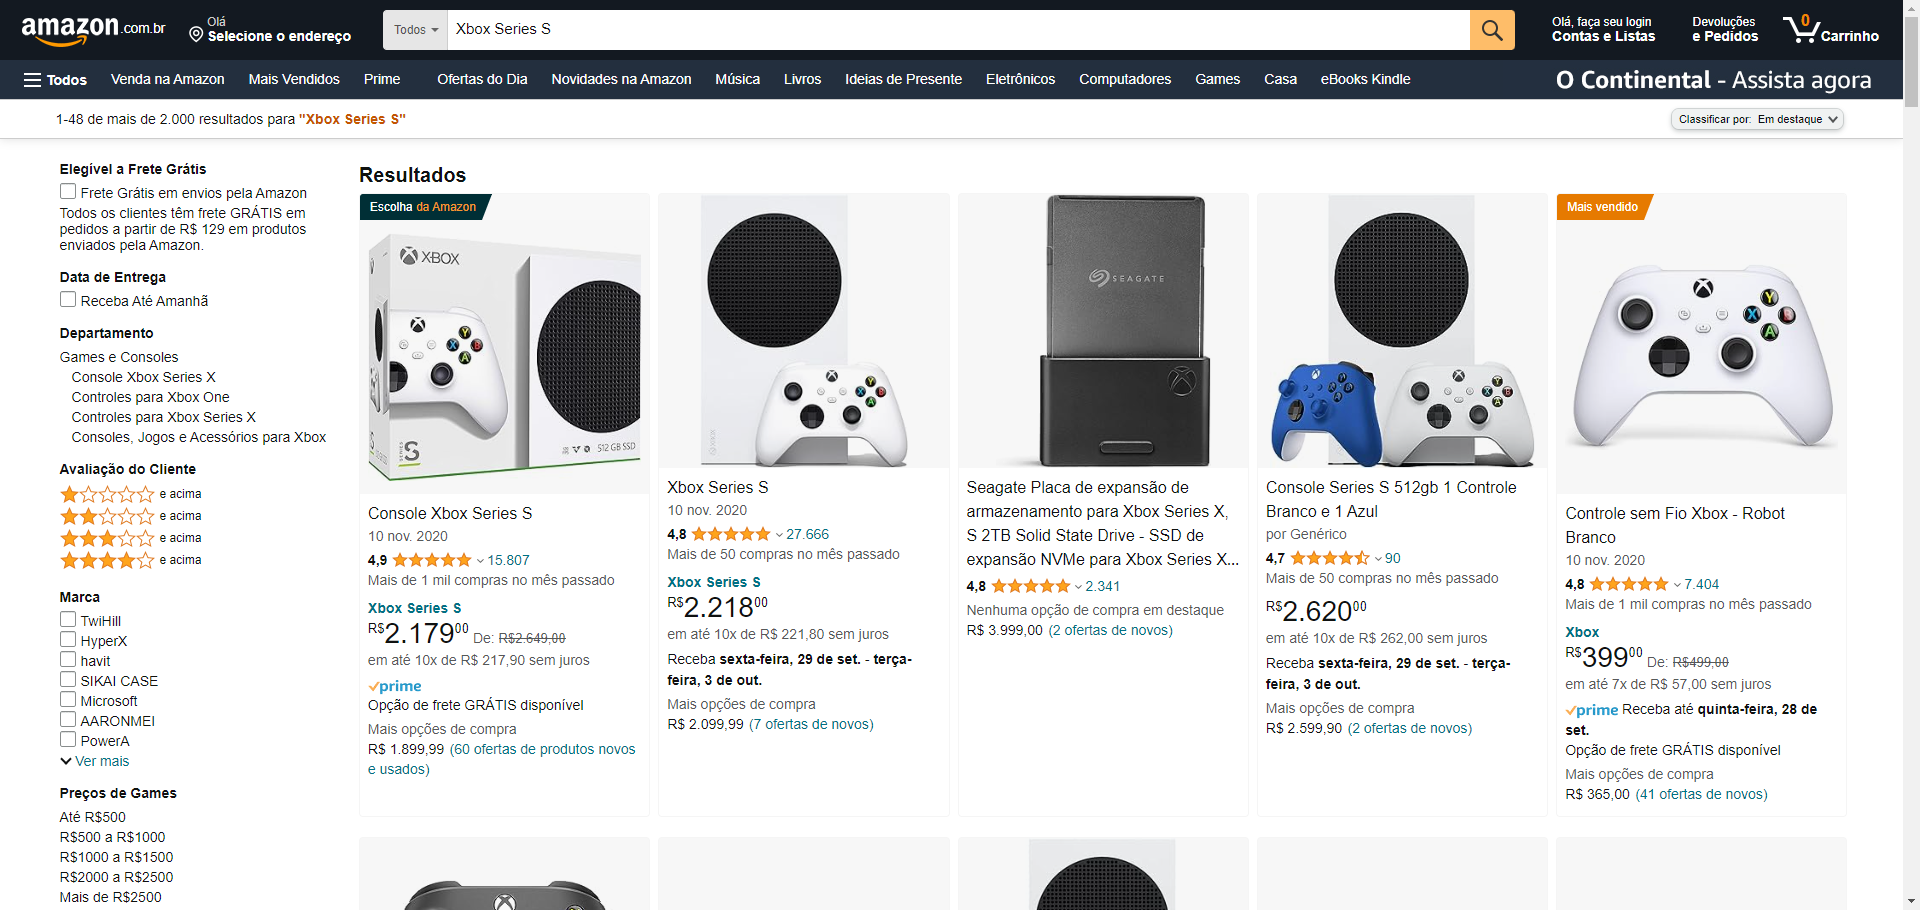 amazon.com.br
Olá
Selecione o endereço
Todos
Xbox Series S
Olá, faça seu login
Contas e Listas
Devoluções
e Pedidos
0
Carrinho
Todos
Venda na Amazon
Mais Vendidos
Prime
Ofertas do Dia
Novidades na Amazon
Música
Livros
Ideias de Presente
Eletrônicos
Computadores
Games
Casa
eBooks Kindle
O Continental - Assista agora
1-48 de mais de 2.000 resultados para "Xbox Series S"
Classificar por: Em destaque
Elegível a Frete Grátis
Frete Grátis em envios pela Amazon
Todos os clientes têm frete GRÁTIS em
pedidos a partir de R$ 129 em produtos
enviados pela Amazon.
Data de Entrega
Receba Até Amanhã
Departamento
Games e Consoles
Console Xbox Series X
Controles para Xbox One
Controles para Xbox Series X
Consoles, Jogos e Acessórios para Xbox
Avaliação do Cliente
e acima
e acima
e acima
e acima
Marca
TwiHill
HyperX
havit
SIKAI CASE
Microsoft
AARONMEI
PowerA
Ver mais
Preços de Games
Até R$500
R$500 a R$1000
R$1000 a R$1500
R$2000 a R$2500
Mais de R$2500
Resultados
Escolha da Amazon
XBOX
Y
X
B
A
SERIES
S
512 GB SSD
Console Xbox Series S
10 nov. 2020
4,9
15.807
Mais de 1 mil compras no mês passado
Xbox Series S
R$2.17900 De: R$2.649,00
em até 10x de R$ 217,90 sem juros
prime
Opção de frete GRÁTIS disponível
Mais opções de compra
R$ 1.899,99 (60 ofertas de produtos novos
e usados)
XBOX
Y
X
B
A
Xbox Series S
10 nov. 2020
4,8
27.666
Mais de 50 compras no mês passado
Xbox Series S
R$2.21800
em até 10x de R$ 221,80 sem juros
Receba sexta-feira, 29 de set. - terça-
feira, 3 de out.
Mais opções de compra
R$ 2.099,99 (7 ofertas de novos)
SEAGATE
Seagate Placa de expansão de
armazenamento para Xbox Series X,
S 2TB Solid State Drive - SSD de
expansão NVMe para Xbox Series X...
4,8
2.341
Nenhuma opção de compra em destaque
R$ 3.999,00 (2 ofertas de novos)
Console Series S 512gb 1 Controle
Branco e 1 Azul
por Genérico
4,7
90
Mais de 50 compras no mês passado
R$2.62000
em até 10x de R$ 262,00 sem juros
Receba sexta-feira, 29 de set. - terça-
feira, 3 de out.
Mais opções de compra
R$ 2.599,90 (2 ofertas de novos)
Mais vendido
Y
X
B
A
Controle sem Fio Xbox - Robot
Branco
10 nov. 2020
4,8
7.404
Mais de 1 mil compras no mês passado
Xbox
R$39900 De: R$499,00
em até 7x de R$ 57,00 sem juros
prime Receba até quinta-feira, 28 de
set.
Opção de frete GRÁTIS disponível
Mais opções de compra
R$ 365,00 (41 ofertas de novos)